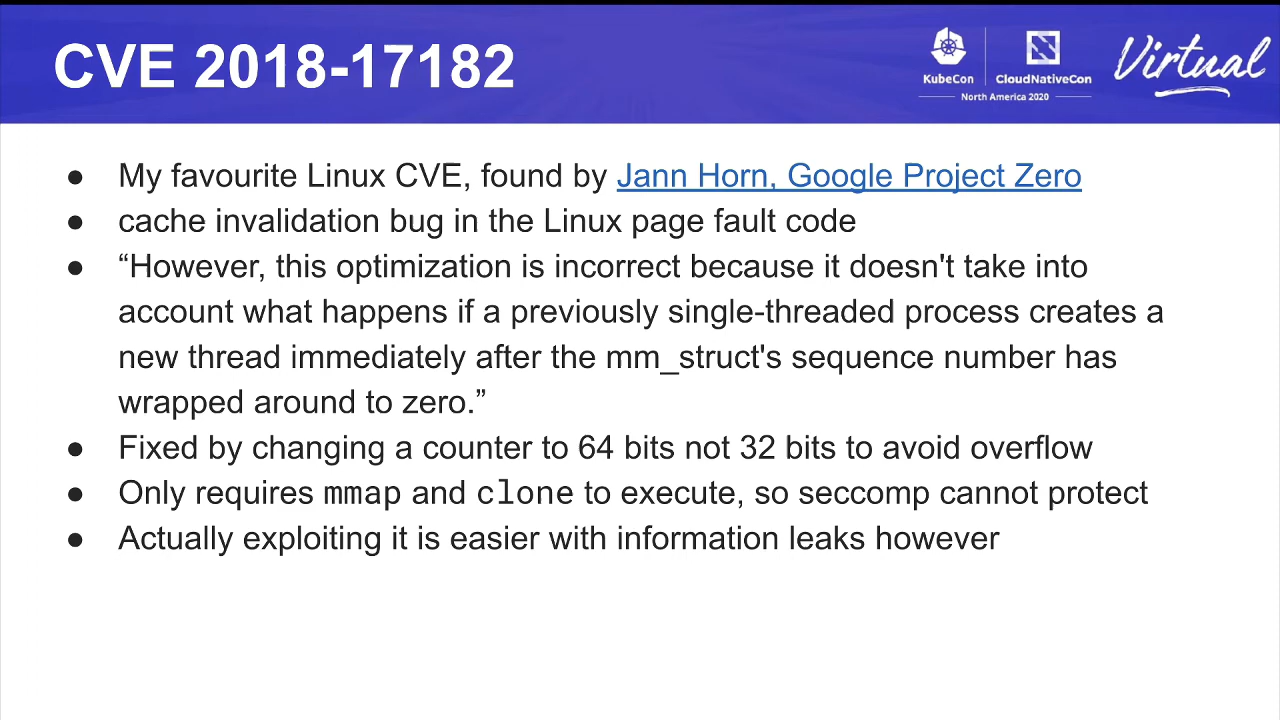 CVE 2018-17182
KubeCon
CloudNativeCon
North America 2020
Virtual
● My favourite Linux CVE, found by Jann Horn, Google Project Zero
● cache invalidation bug in the Linux page fault code
● “However, this optimization is incorrect because it doesn't take into
account what happens if a previously single-threaded process creates a
new thread immediately after the mm_struct's sequence number has
wrapped around to zero.”
● Fixed by changing a counter to 64 bits not 32 bits to avoid overflow
● Only requires mmap and clone to execute, so seccomp cannot protect
● Actually exploiting it is easier with information leaks however